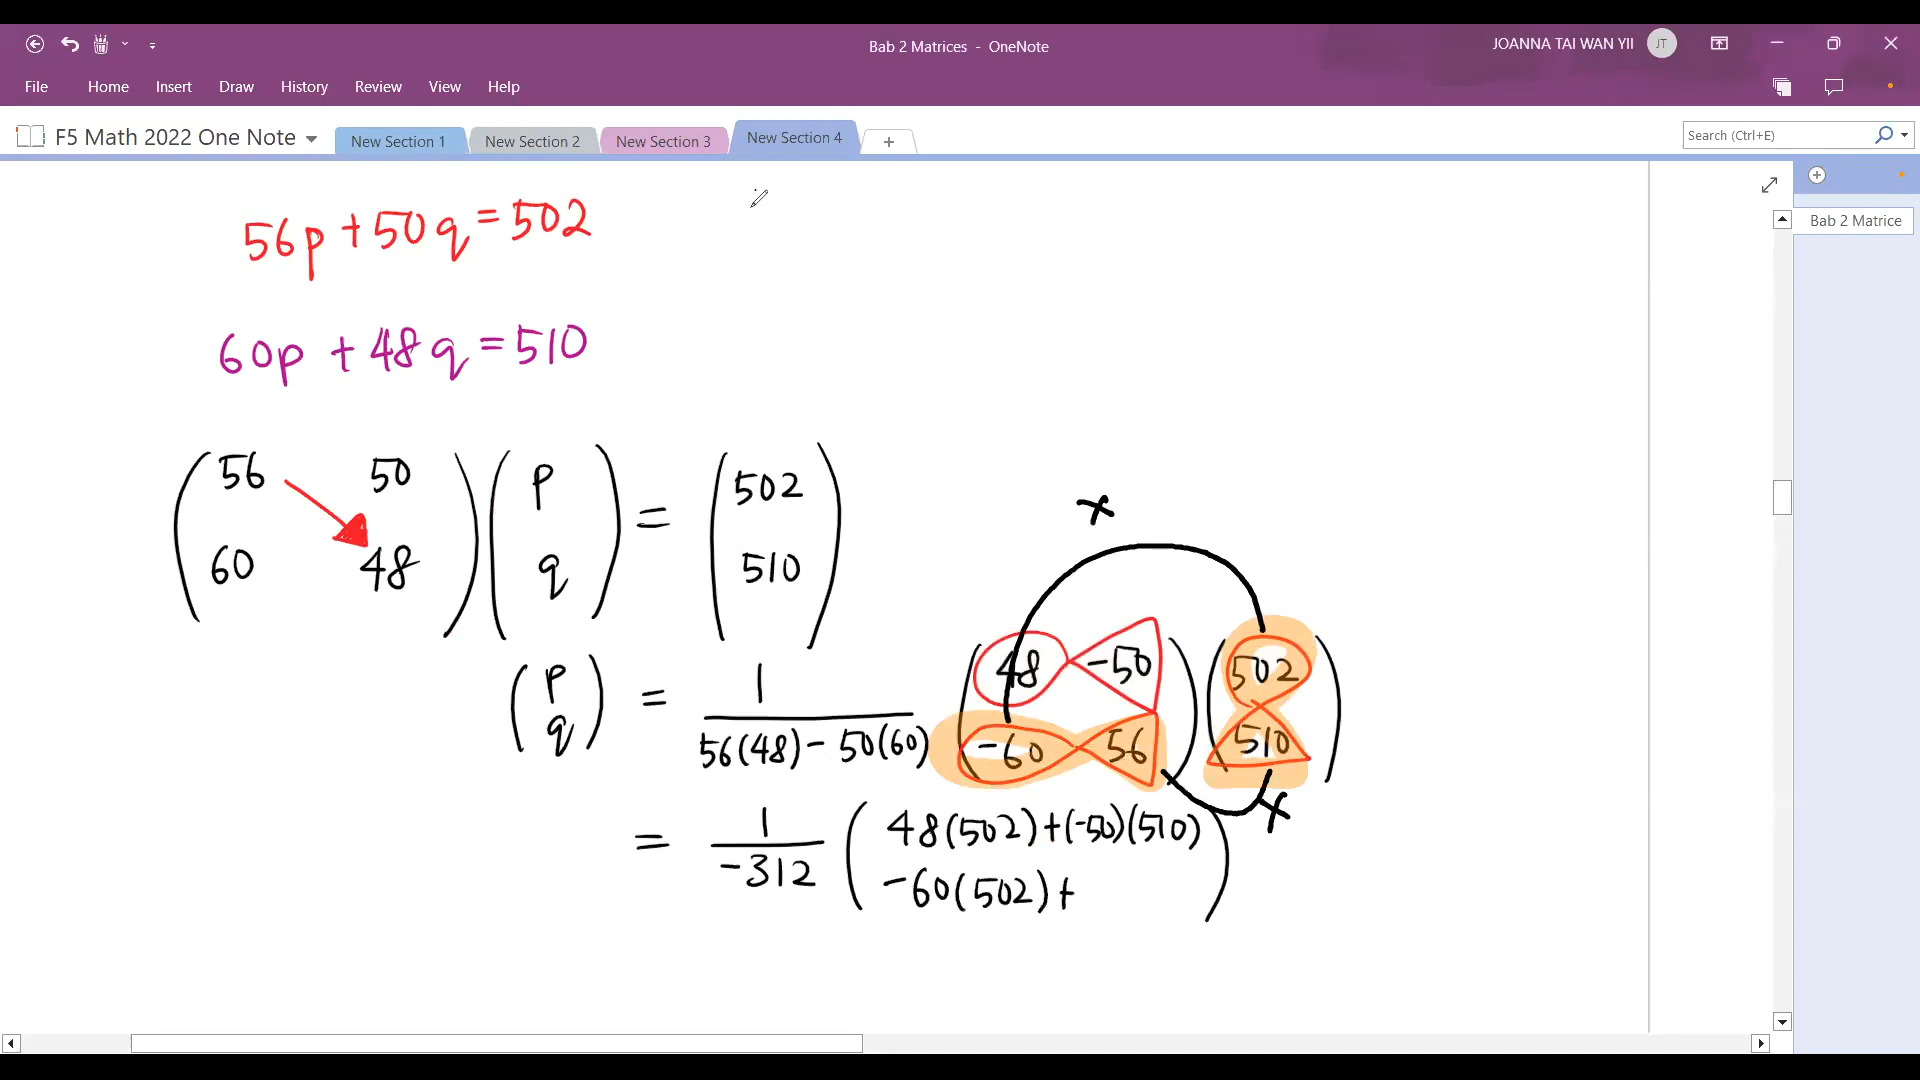 Bab 2 Matrices - OneNote
JOANNA TAI WAN YII JT
File Home Insert Draw History Review View Help
F5 Math 2022 One Note New Section 1 New Section 2 New Section 3 New Section 4 +
Search (Ctrl+E)
Bab 2 Matrice
56p + 50q = 502
60p + 48q = 510
( 56 50 ) ( p ) = ( 502 )
( 60 48 ) ( q ) ( 510 )
×
( p ) = 1 ( 48 -50 ) ( 502 )
( q ) 56(48) - 50(60) ( -60 56 ) ( 510 )
×
= 1 ( 48(502) + (-50)(510) )
-312 ( -60(502) + )